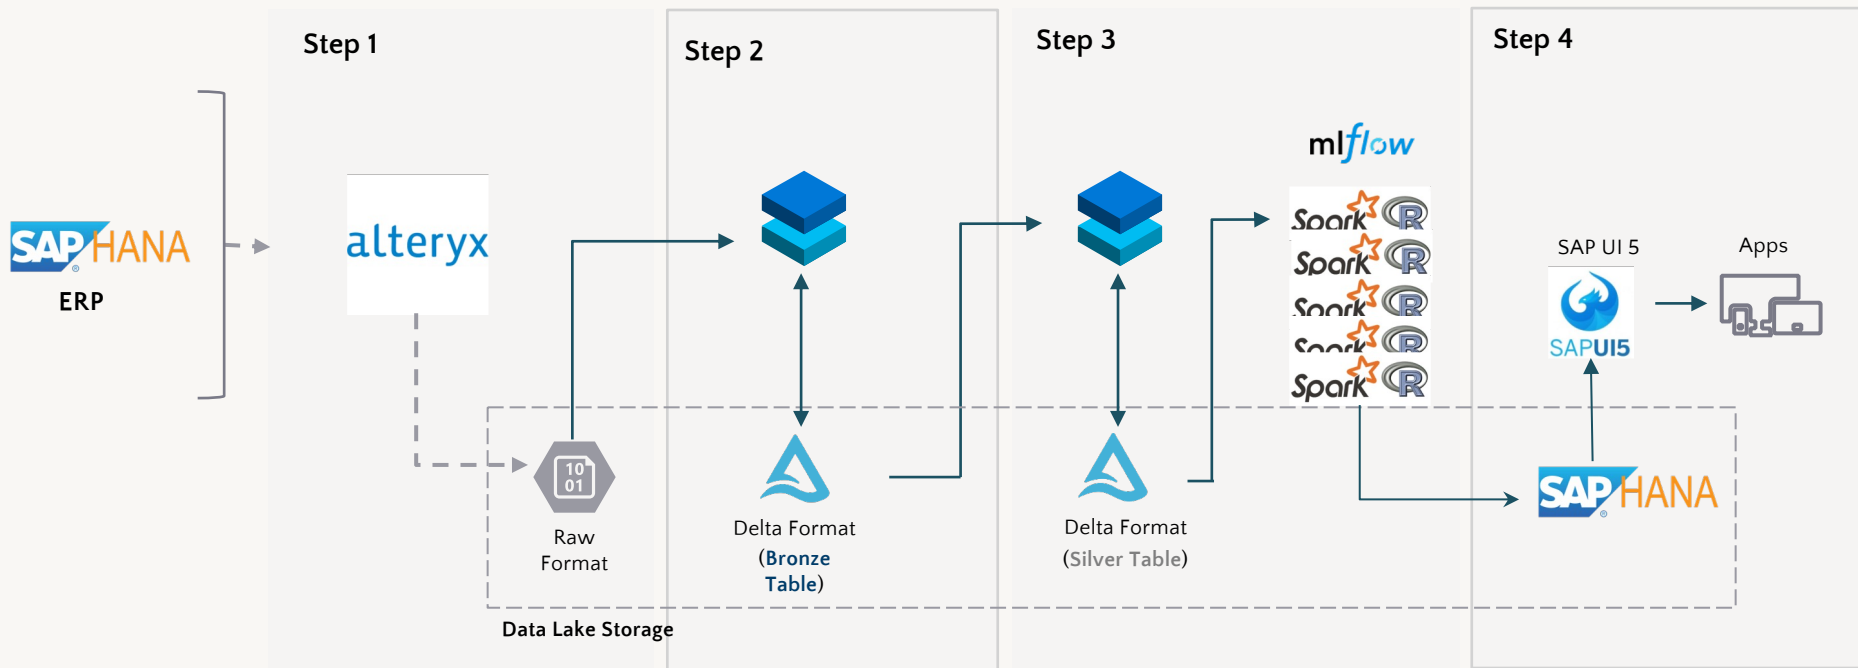 Step 1
Step 2
Step 3
Step 4
SAP HANA
®
ERP
alteryx
mlflow
Spark R
Spark R
Spark R
Spark R
Spark R
SAP UI 5
SAPUI5
Apps
10
01
Raw
Format
Delta Format
(Bronze
Table)
Delta Format
(Silver Table)
SAP HANA
®
Data Lake Storage